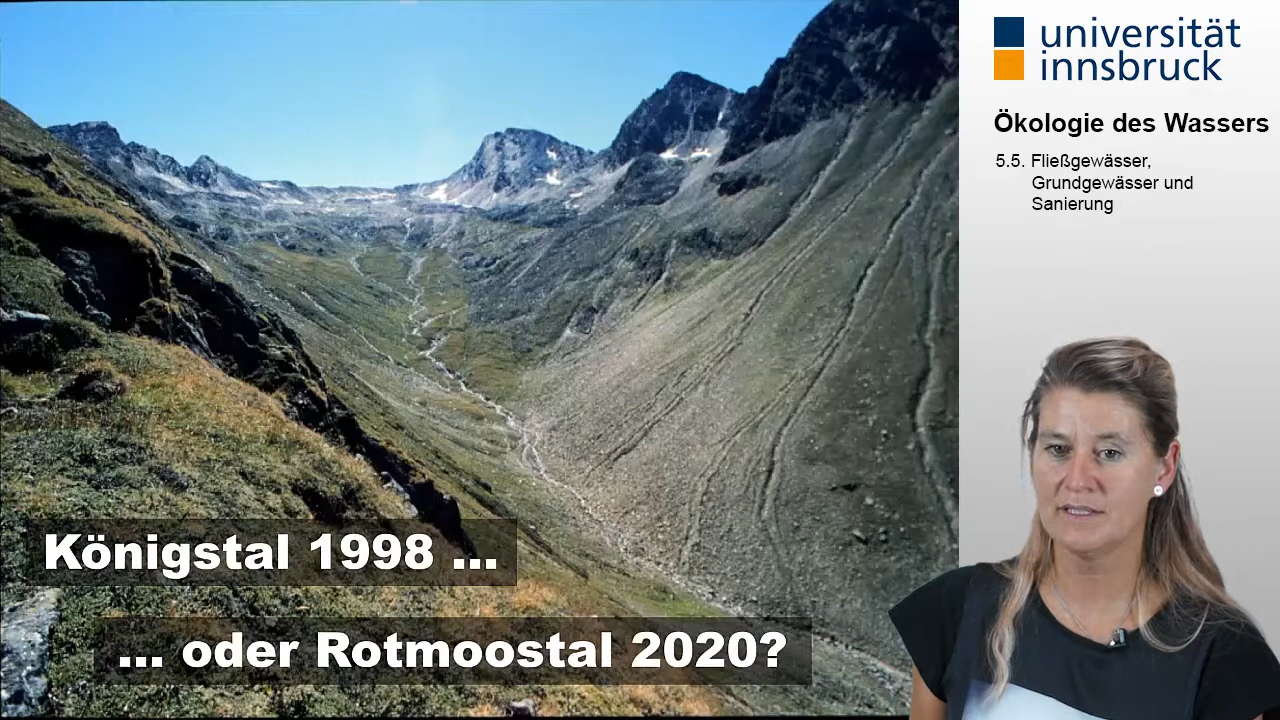 universität
innsbruck
Ökologie des Wassers
5.5. Fließgewässer,
Grundgewässer und
Sanierung
Königstal 1998 ...
... oder Rotmoostal 2020?